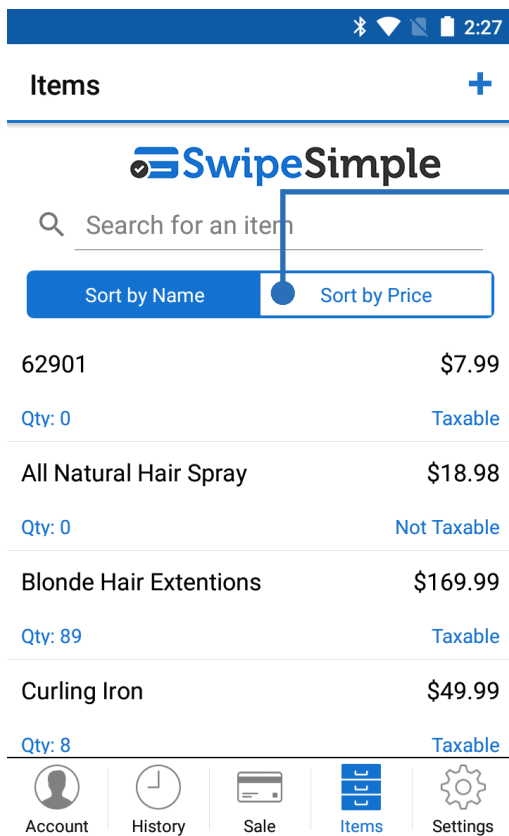 2:27
Items
SwipeSimple
Search for an item
Sort by Name Sort by Price
62901 $7.99
Qty: 0 Taxable
All Natural Hair Spray $18.98
Qty: 0 Not Taxable
Blonde Hair Extentions $169.99
Qty: 89 Taxable
Curling Iron $49.99
Qty: 8 Taxable
Account History Sale Items Settings